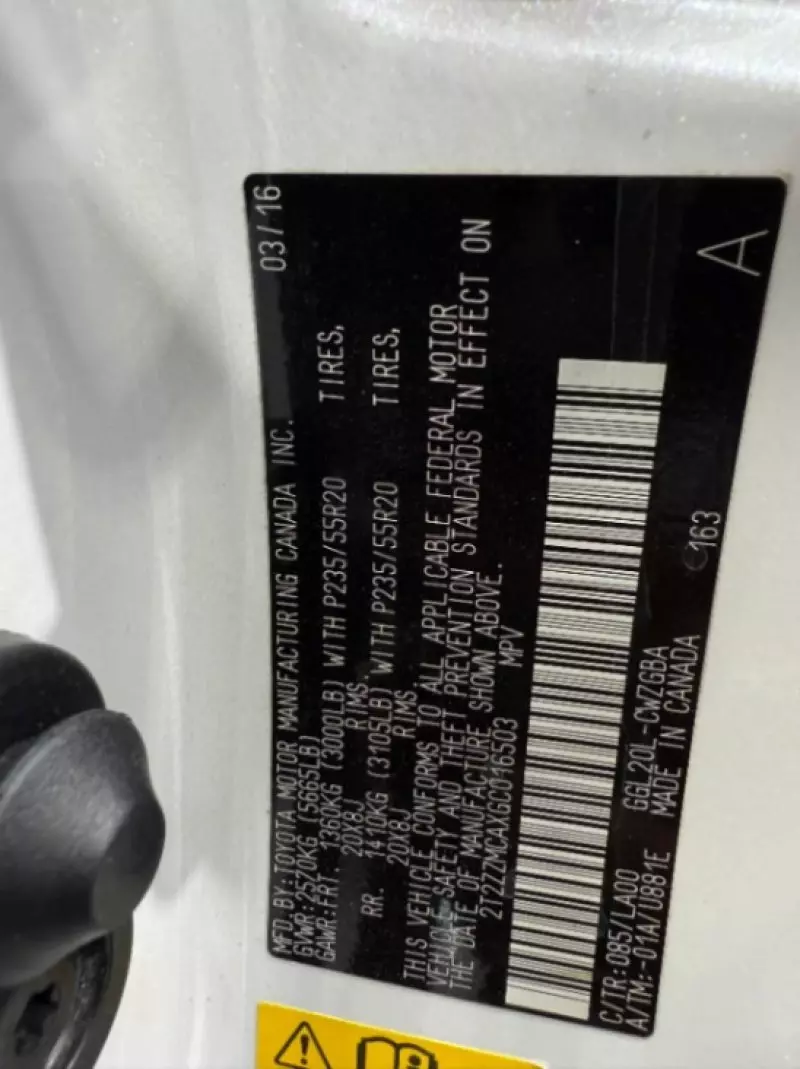 MFD.BY:TOYOTA MOTOR MANUFACTURING CANADA INC. 03/16
GVWR:2570KG (5665LB)
GAWR:FRT. 1360KG (3000LB) WITH P235/55R20 TIRES,
20X8J RIMS.
RR. 1410KG (3105LB) WITH P235/55R20 TIRES,
20X8J RIMS
THIS VEHICLE CONFORMS TO ALL APPLICABLE FEDERAL MOTOR
VEHICLE SAFETY AND THEFT PREVENTION STANDARDS IN EFFECT ON
THE DATE OF MANUFACTURE SHOWN ABOVE.
2T2ZZMCAXGC016503 MPV
C/TR:085/LA00 GGL20L-CWZGBA
A/TM:-01A/U881E MADE IN CANADA 163
A